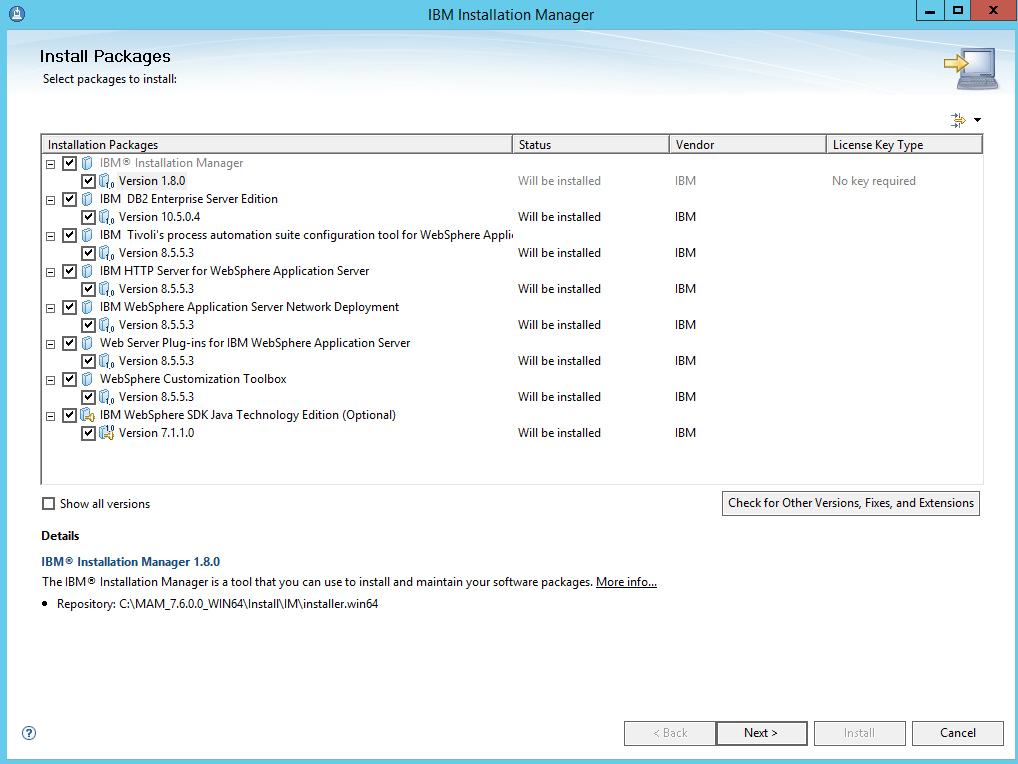 IBM Installation Manager
Install Packages
Select packages to install:
Installation Packages Status Vendor License Key Type
IBM® Installation Manager
Version 1.8.0 Will be installed IBM No key required
IBM DB2 Enterprise Server Edition
Version 10.5.0.4 Will be installed IBM
IBM Tivoli's process automation suite configuration tool for WebSphere Appli
Version 8.5.5.3 Will be installed IBM
IBM HTTP Server for WebSphere Application Server
Version 8.5.5.3 Will be installed IBM
IBM WebSphere Application Server Network Deployment
Version 8.5.5.3 Will be installed IBM
Web Server Plug-ins for IBM WebSphere Application Server
Version 8.5.5.3 Will be installed IBM
WebSphere Customization Toolbox
Version 8.5.5.3 Will be installed IBM
IBM WebSphere SDK Java Technology Edition (Optional)
Version 7.1.1.0 Will be installed IBM
Show all versions Check for Other Versions, Fixes, and Extensions
Details
IBM® Installation Manager 1.8.0
The IBM® Installation Manager is a tool that you can use to install and maintain your software packages. More info...
• Repository: C:\MAM_7.6.0.0_WIN64\Install\IM\installer.win64
? < Back Next > Install Cancel